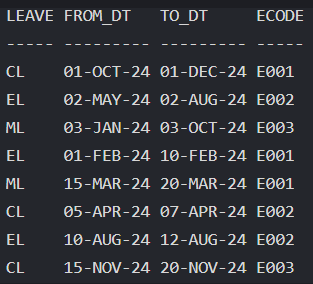 LEAVE FROM_DT   TO_DT     ECODE
----- --------- --------- -----
CL    01-OCT-24 01-DEC-24 E001
EL    02-MAY-24 02-AUG-24 E002
ML    03-JAN-24 03-OCT-24 E003
EL    01-FEB-24 10-FEB-24 E001
ML    15-MAR-24 20-MAR-24 E001
CL    05-APR-24 07-APR-24 E002
EL    10-AUG-24 12-AUG-24 E002
CL    15-NOV-24 20-NOV-24 E003